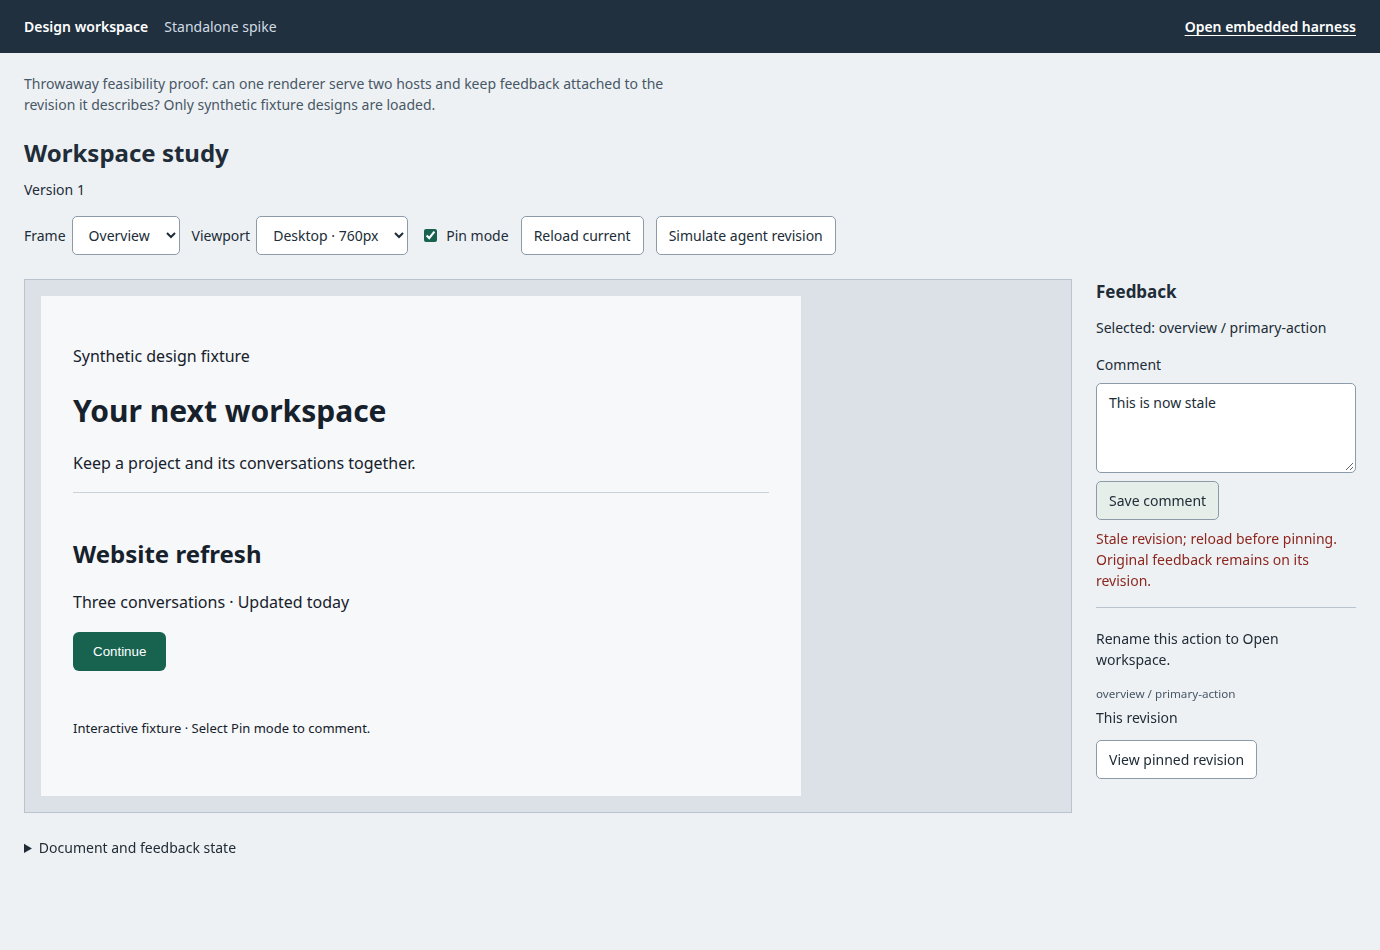 Design workspace Standalone spike Open embedded harness
Throwaway feasibility proof: can one renderer serve two hosts and keep feedback attached to the
revision it describes? Only synthetic fixture designs are loaded.
Workspace study
Version 1
Frame Overview Viewport Desktop · 760px Pin mode Reload current Simulate agent revision
Synthetic design fixture
Your next workspace
Keep a project and its conversations together.
Website refresh
Three conversations · Updated today
Continue
Interactive fixture · Select Pin mode to comment.
Feedback
Selected: overview / primary-action
Comment
This is now stale
Save comment
Stale revision; reload before pinning.
Original feedback remains on its
revision.
Rename this action to Open
workspace.
overview / primary-action
This revision
View pinned revision
Document and feedback state